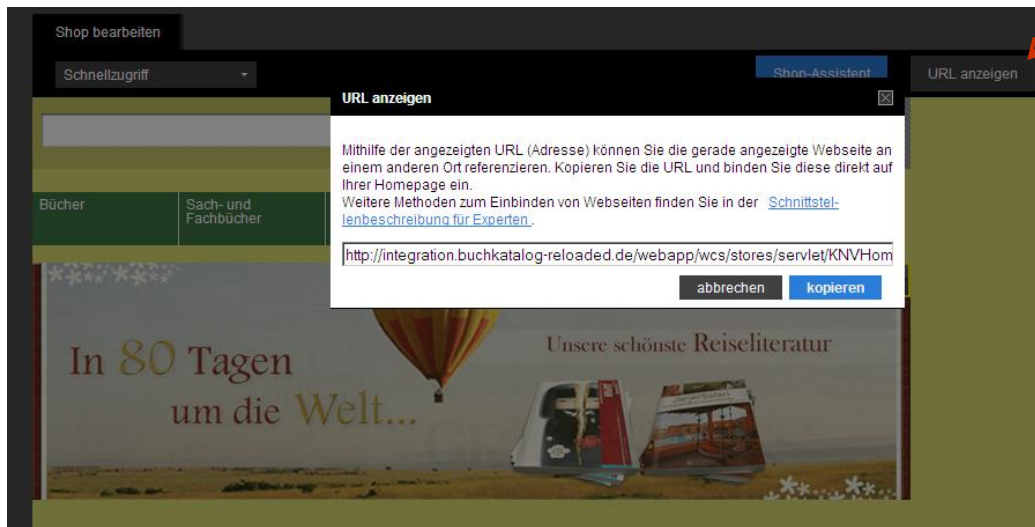 Shop bearbeiten
Schnellzugriff
Shop-Assistent
URL anzeigen
URL anzeigen
Mithilfe der angezeigten URL (Adresse) können Sie die gerade angezeigte Webseite an
einem anderen Ort referenzieren. Kopieren Sie die URL und binden Sie diese direkt auf
Ihrer Homepage ein.
Weitere Methoden zum Einbinden von Webseiten finden Sie in der Schnittstel-
lenbeschreibung für Experten .
http://integration.buchkatalog-reloaded.de/webapp/wcs/stores/servlet/KNVHom
abbrechen
kopieren
Bücher
Sach- und
Fachbücher
In 80 Tagen
um die Welt...
Unsere schönste Reiseliteratur